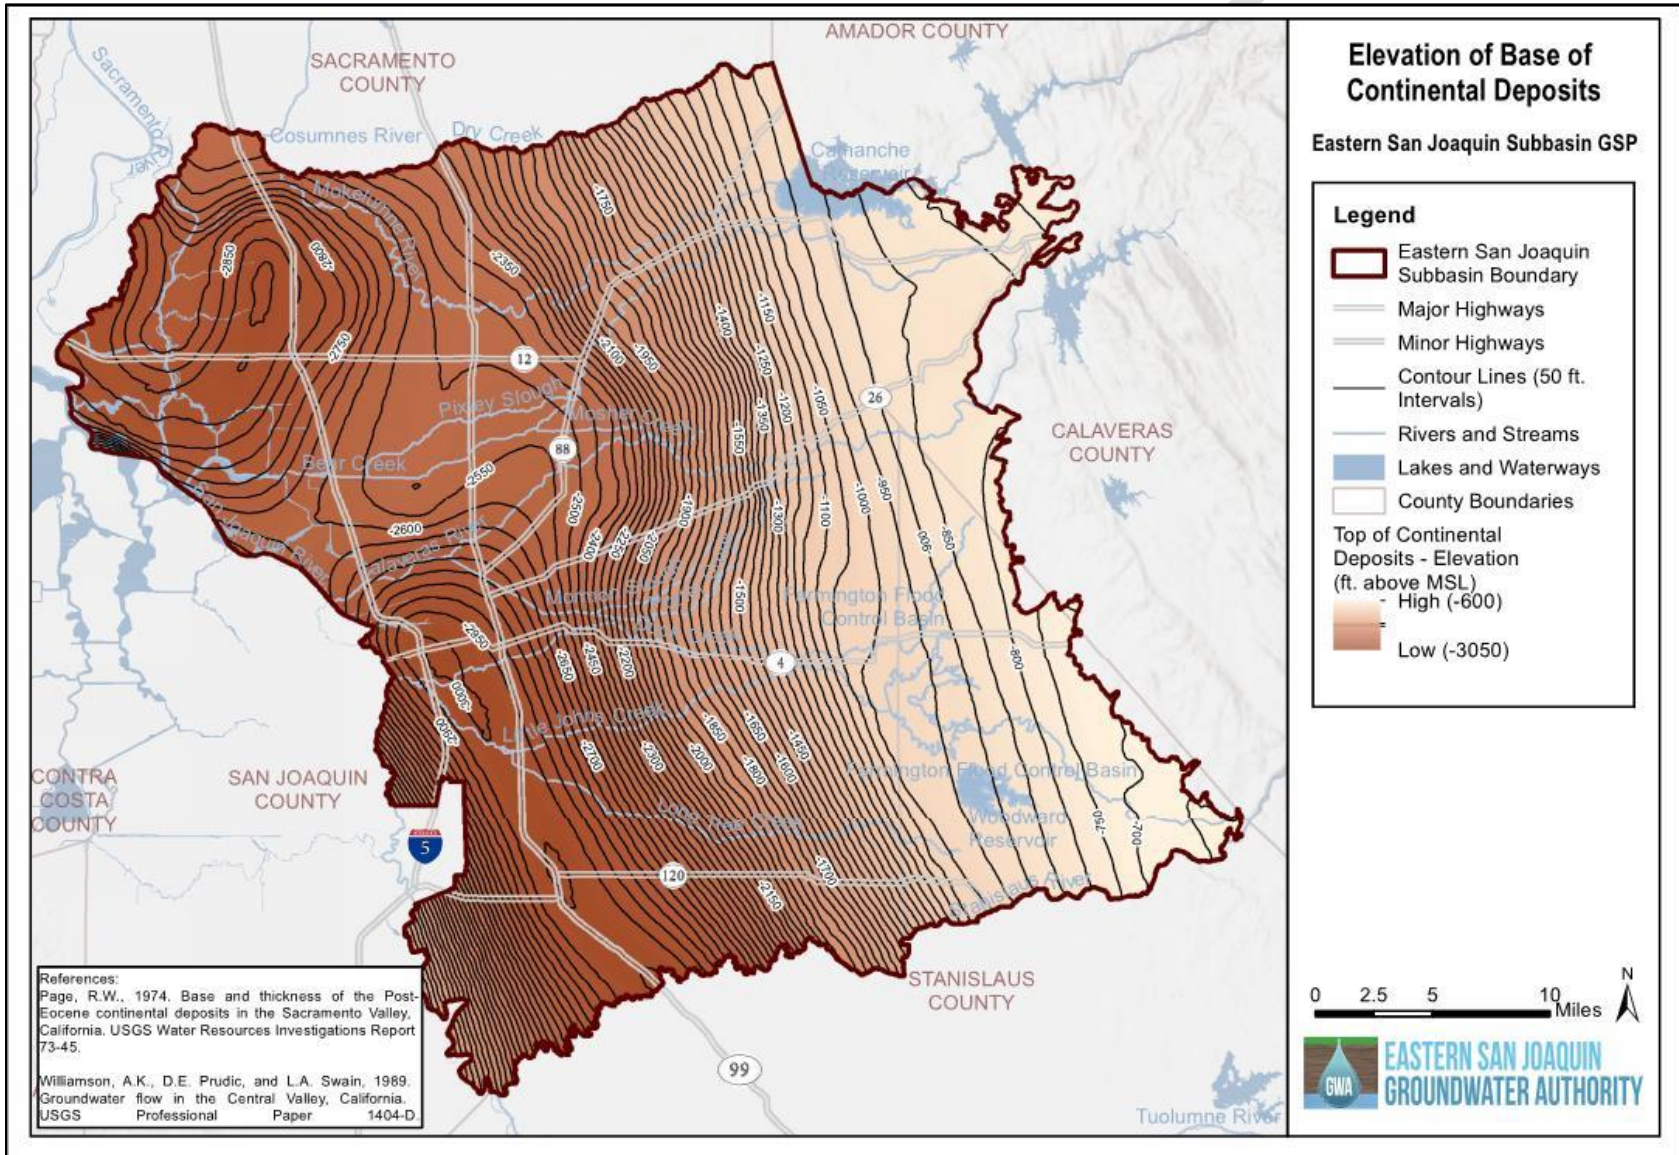 Elevation of Base of
Continental Deposits
Eastern San Joaquin Subbasin GSP
Legend
Eastern San Joaquin
Subbasin Boundary
Major Highways
Minor Highways
Contour Lines (50 ft.
Intervals)
Rivers and Streams
Lakes and Waterways
County Boundaries
Top of Continental
Deposits - Elevation
(ft. above MSL)
High (-600)
Low (-3050)
0 2.5 5 10
Miles
N
GWA
EASTERN SAN JOAQUIN
GROUNDWATER AUTHORITY
AMADOR COUNTY
SACRAMENTO
COUNTY
Sacramento
River
Cosumnes River
Dry Creek
Camanche
Reservoir
Mokelumne River
-1750
-2850
-2800
-2350
-1150
-1400
-2750
12
-2100
-1950
-1250
26
-1050
-1200
-1350
-1550
Pixley Slough
Mosher Creek
CALAVERAS
COUNTY
88
Bear Creek
-2550
-2500
-2600
-1900
-1300
-1100
-1000
-950
-900
-850
San Joaquin River
Calaveras River
-2400
-2250
-2050
Mormon Slough
-1500
Farmington Flood
Control Basin
-2950
-2650
-2450
-2200
4
-800
-3000
-2900
Little Johns Creek
-1850
-1650
-1450
-2700
-2300
-2000
-1800
-1600
CONTRA
COSTA
COUNTY
SAN JOAQUIN
COUNTY
Farmington Flood Control Basin
Woodward
Reservoir
Lone Tree Creek
-750
-700
5
120
-1700
-2150
Stanislaus River
STANISLAUS
COUNTY
99
Tuolumne River
References:
Page, R.W., 1974. Base and thickness of the Post-
Eocene continental deposits in the Sacramento Valley,
California. USGS Water Resources Investigations Report
73-45.
Williamson, A.K., D.E. Prudic, and L.A. Swain, 1989.
Groundwater flow in the Central Valley, California.
USGS Professional Paper 1404-D.